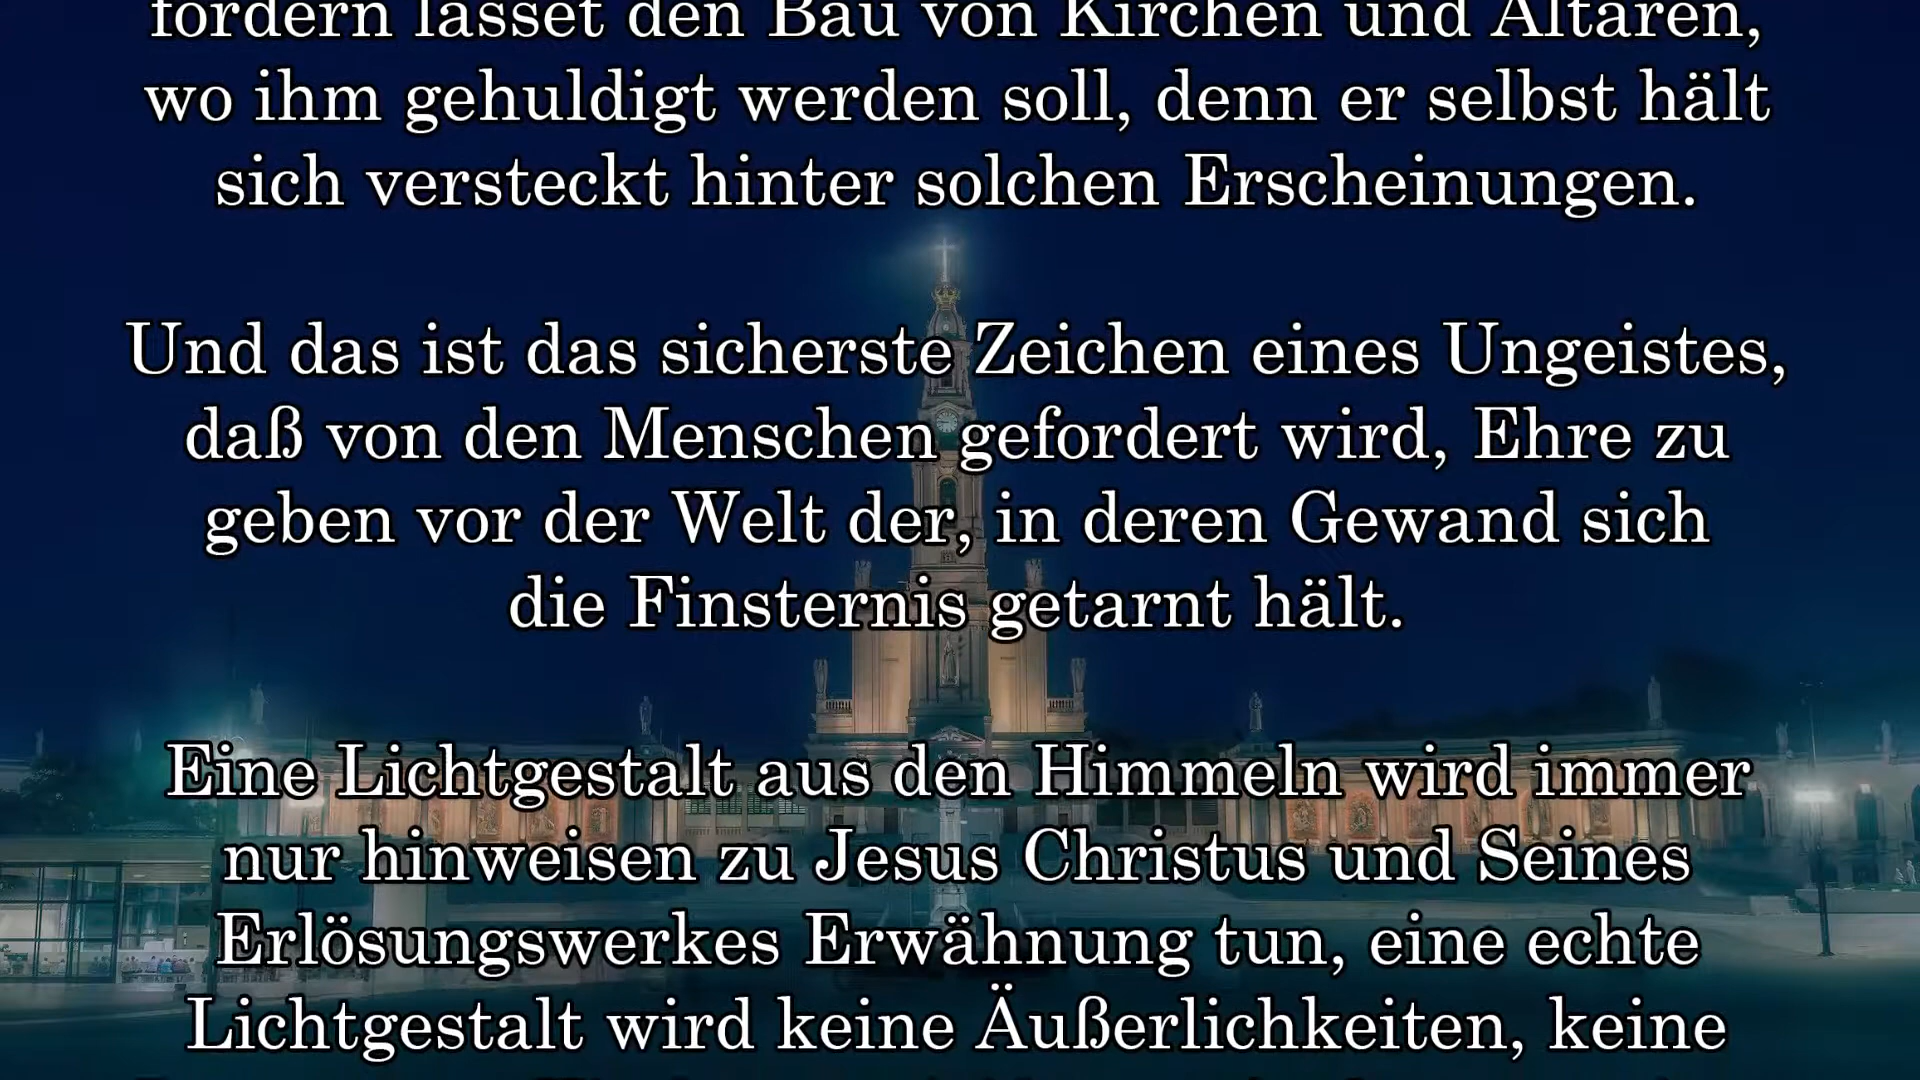 fordern lässet den Bau von Kirchen und Altären,
wo ihm gehuldigt werden soll, denn er selbst hält
sich versteckt hinter solchen Erscheinungen.
Und das ist das sicherste Zeichen eines Ungeistes,
daß von den Menschen gefordert wird, Ehre zu
geben vor der Welt der, in deren Gewand sich
die Finsternis getarnt hält.
Eine Lichtgestalt aus den Himmeln wird immer
nur hinweisen zu Jesus Christus und Seines
Erlösungswerkes Erwähnung tun, eine echte
Lichtgestalt wird keine Äußerlichkeiten, keine